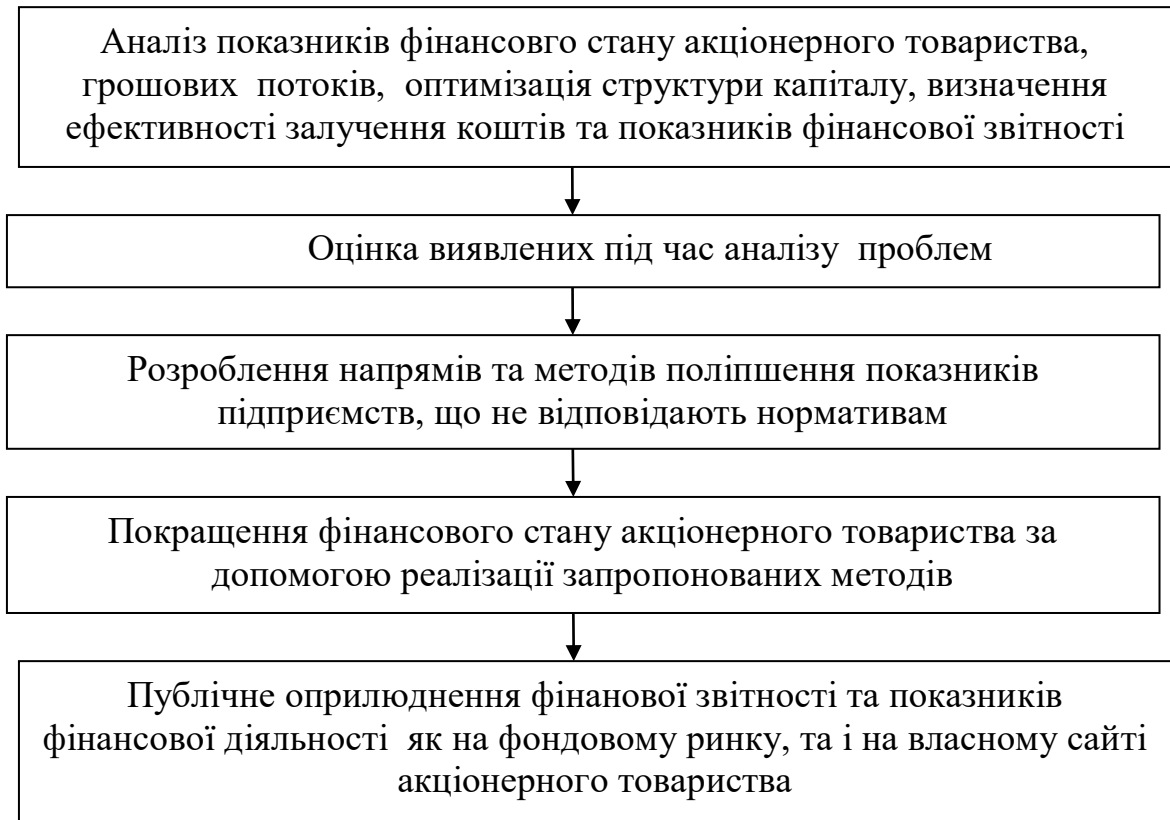 Аналіз показників фінансовго стану акціонерного товариства,
грошових потоків, оптимізація структури капіталу, визначення
ефективності залучення коштів та показників фінансової звітності
Оцінка виявлених під час аналізу проблем
Розроблення напрямів та методів поліпшення показників
підприємств, що не відповідають нормативам
Покращення фінансового стану акціонерного товариства за
допомогою реалізації запропонованих методів
Публічне оприлюднення фінанової звітності та показників
фінансової діяльності як на фондовому ринку, та і на власному сайті
акціонерного товариства